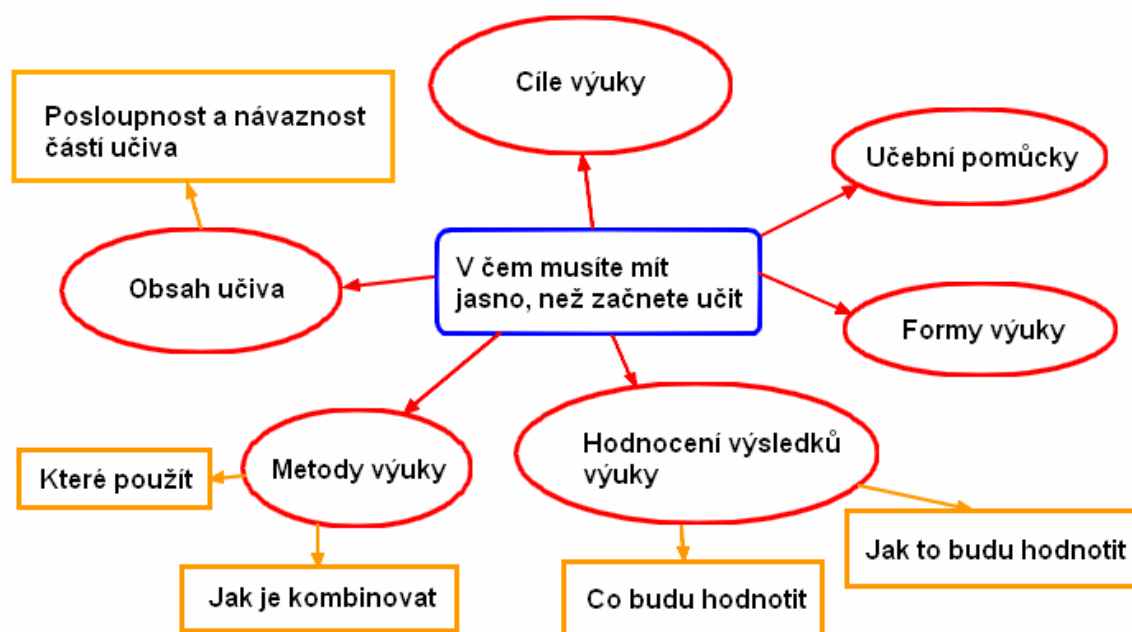 Cíle výuky
Posloupnost a návaznost
částí učiva
Učební pomůcky
V čem musíte mít
jasno, než začnete učit
Obsah učiva
Formy výuky
Hodnocení výsledků
výuky
Metody výuky
Které použít
Jak to budu hodnotit
Jak je kombinovat
Co budu hodnotit